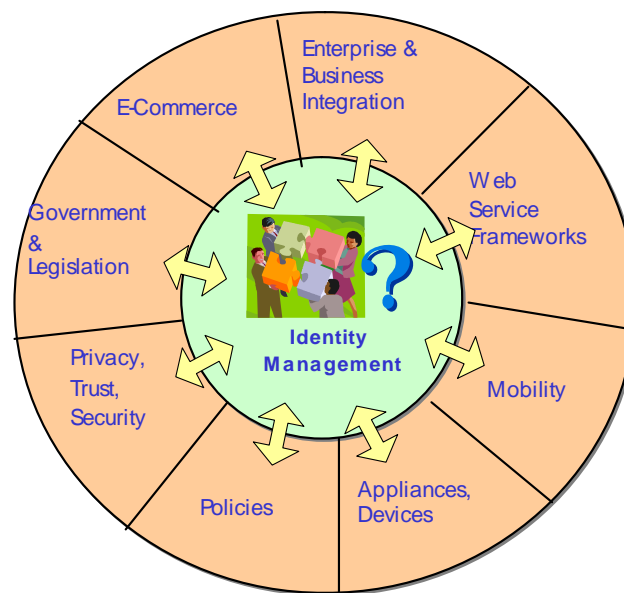 Enterprise &
Business
Integration
E-Commerce
Web
Service
Frameworks
Government
&
Legislation
Identity
Management
Privacy,
Trust,
Security
Mobility
Policies
Appliances,
Devices